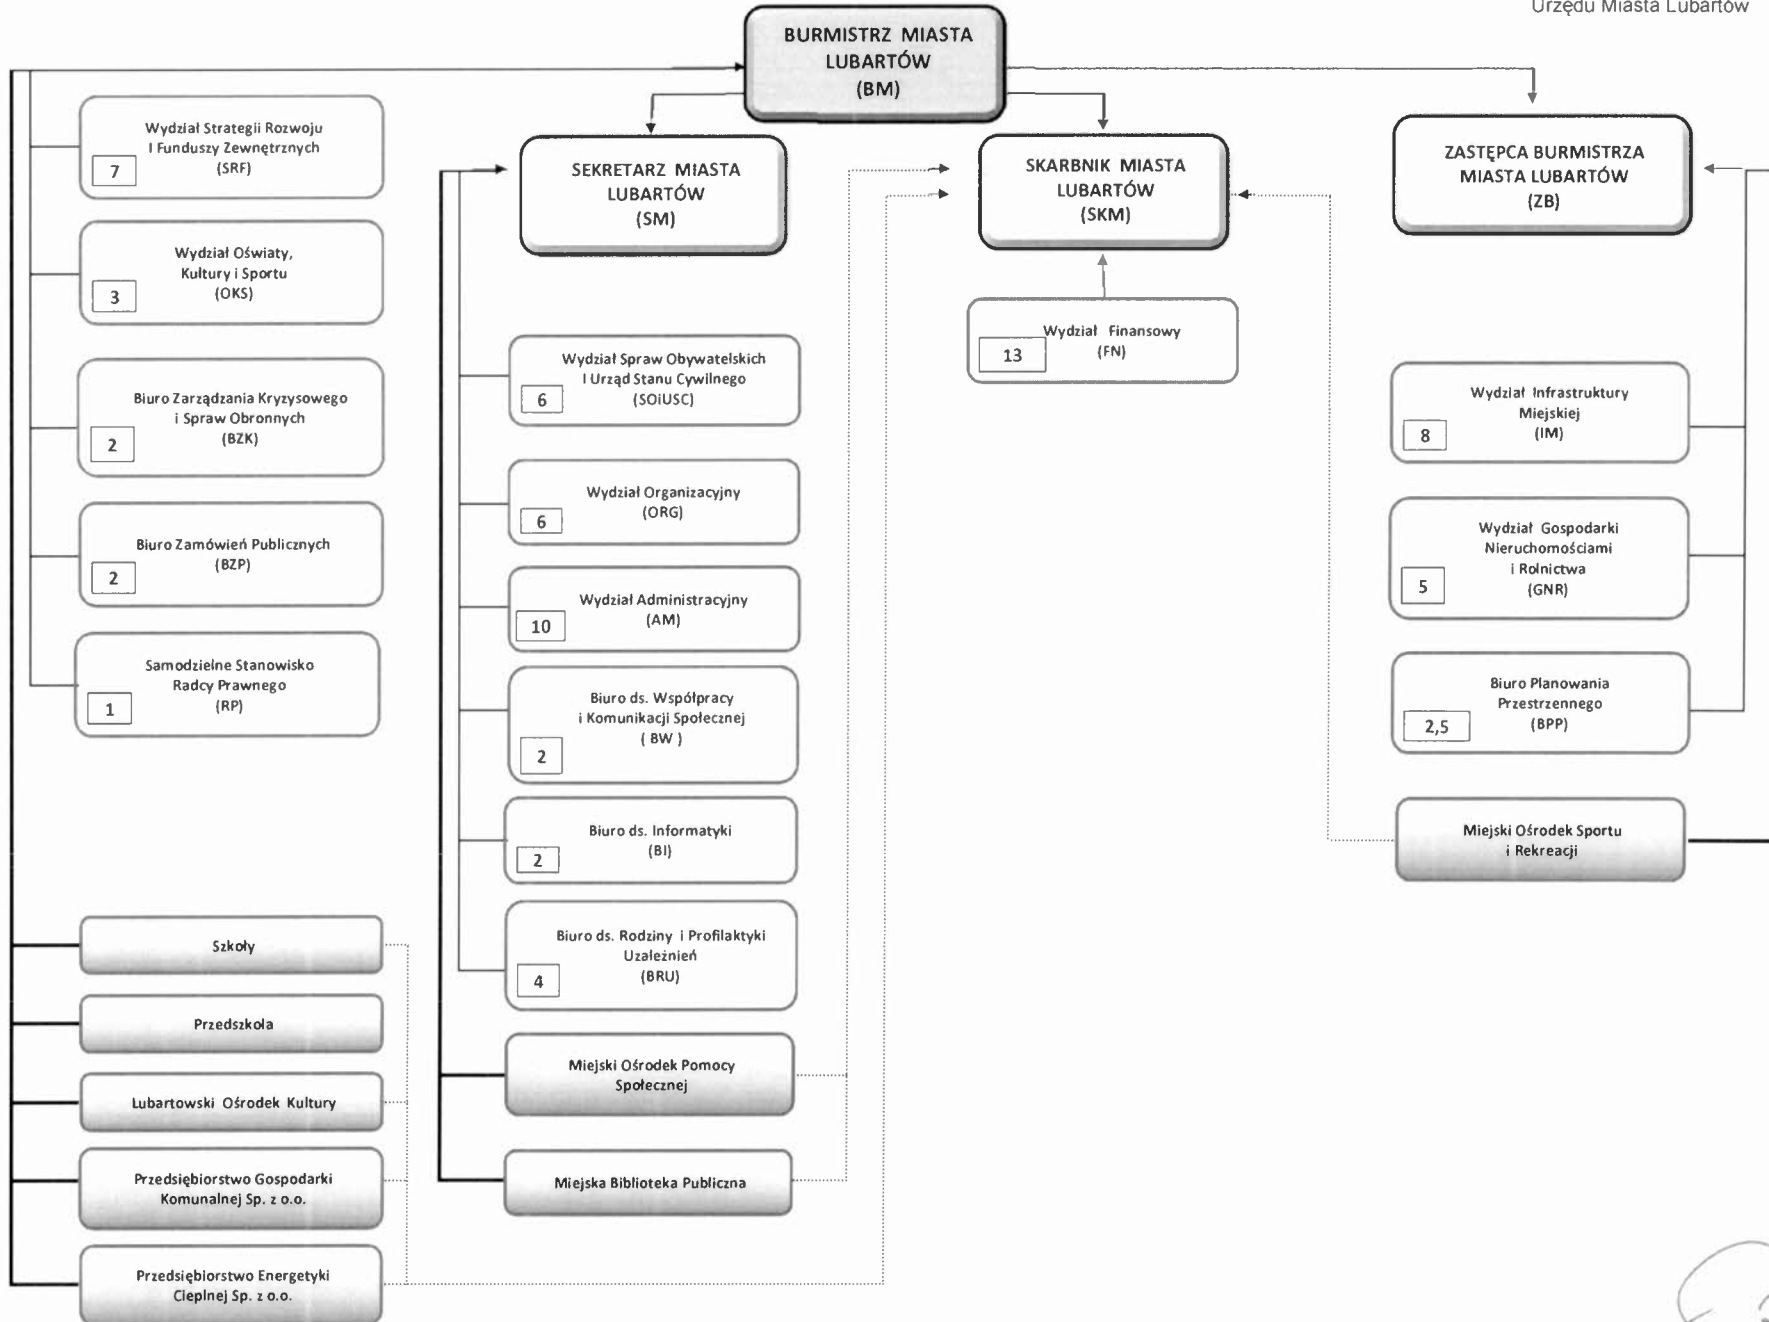 Urzędu Miasta Lubartów
BURMISTRZ MIASTA
LUBARTÓW
(BM)
Wydział Strategii Rozwoju
I Funduszy Zewnętrznych
(SRF)
7
Wydział Oświaty,
Kultury i Sportu
(OKS)
3
Biuro Zarządzania Kryzysowego
i Spraw Obronnych
(BZK)
2
Biuro Zamówień Publicznych
(BZP)
2
Samodzielne Stanowisko
Radcy Prawnego
(RP)
1
Szkoły
Przedszkola
Lubartowski Ośrodek Kultury
Przedsiębiorstwo Gospodarki
Komunalnej Sp. z o.o.
Przedsiębiorstwo Energetyki
Cieplnej Sp. z o.o.
SEKRETARZ MIASTA
LUBARTÓW
(SM)
Wydział Spraw Obywatelskich
I Urząd Stanu Cywilnego
(SOiUSC)
6
Wydział Organizacyjny
(ORG)
6
Wydział Administracyjny
(AM)
10
Biuro ds. Współpracy
i Komunikacji Społecznej
( BW )
2
Biuro ds. Informatyki
(BI)
2
Biuro ds. Rodziny i Profilaktyki
Uzależnień
(BRU)
4
Miejski Ośrodek Pomocy
Społecznej
Miejska Biblioteka Publiczna
SKARBNIK MIASTA
LUBARTÓW
(SKM)
Wydział Finansowy
(FN)
13
ZASTĘPCA BURMISTRZA
MIASTA LUBARTÓW
(ZB)
Wydział Infrastruktury
Miejskiej
(IM)
8
Wydział Gospodarki
Nieruchomościami
i Rolnictwa
(GNR)
5
Biuro Planowania
Przestrzennego
(BPP)
2,5
Miejski Ośrodek Sportu
i Rekreacji